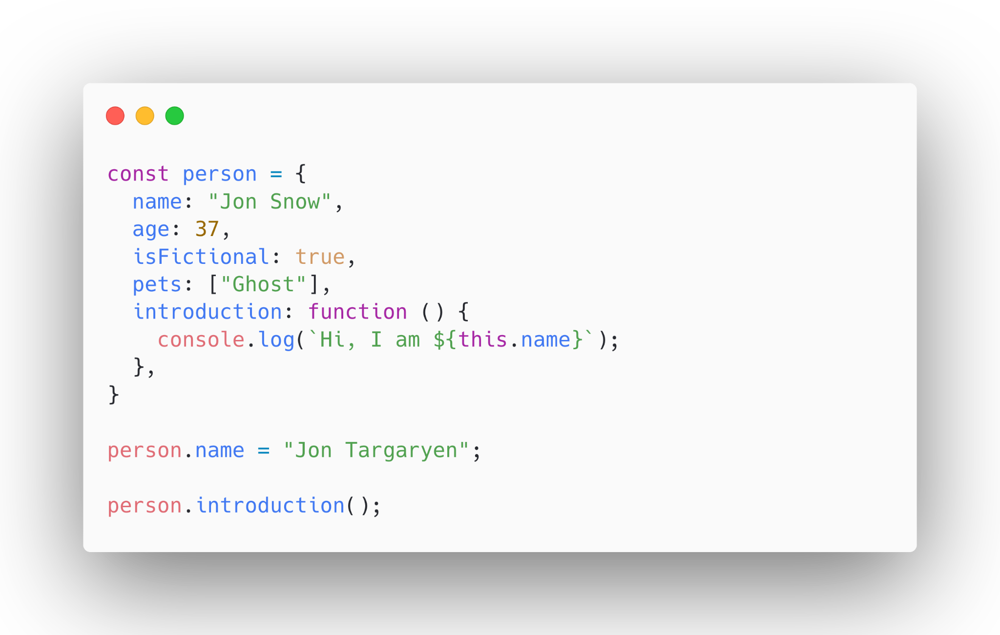 const person = {
  name: "Jon Snow",
  age: 37,
  isFictional: true,
  pets: ["Ghost"],
  introduction: function () {
    console.log(`Hi, I am ${this.name}`);
  },
}

person.name = "Jon Targaryen";

person.introduction();